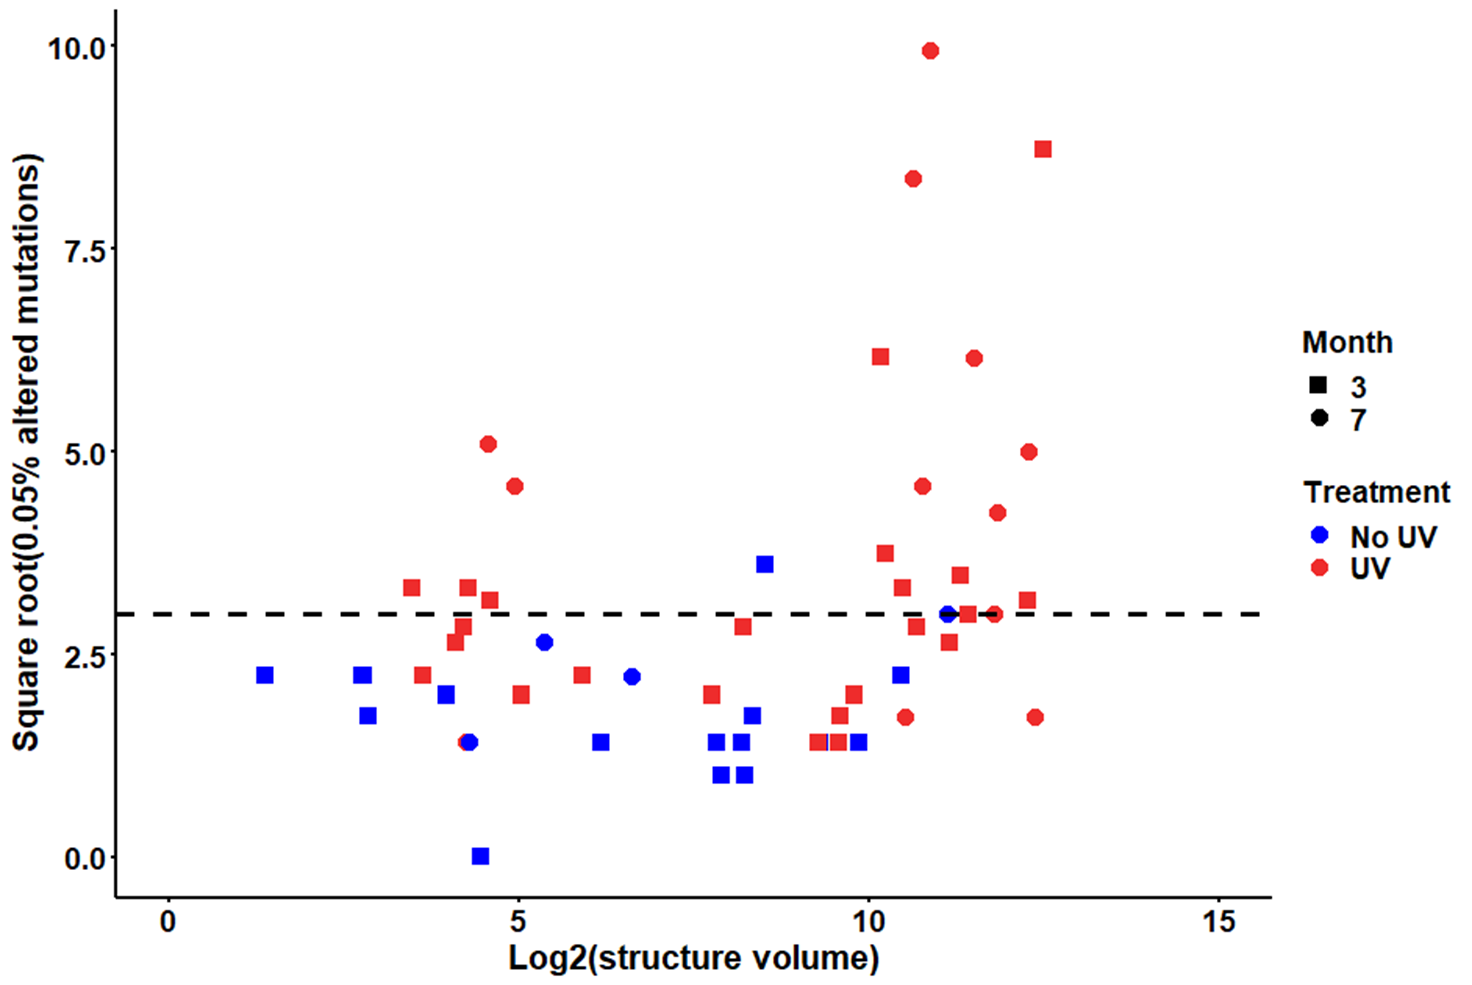 Square root(0.05% altered mutations)
10.0
7.5
5.0
2.5
0.0
0 5 10 15
Log2(structure volume)
Month
3
7
Treatment
No UV
UV